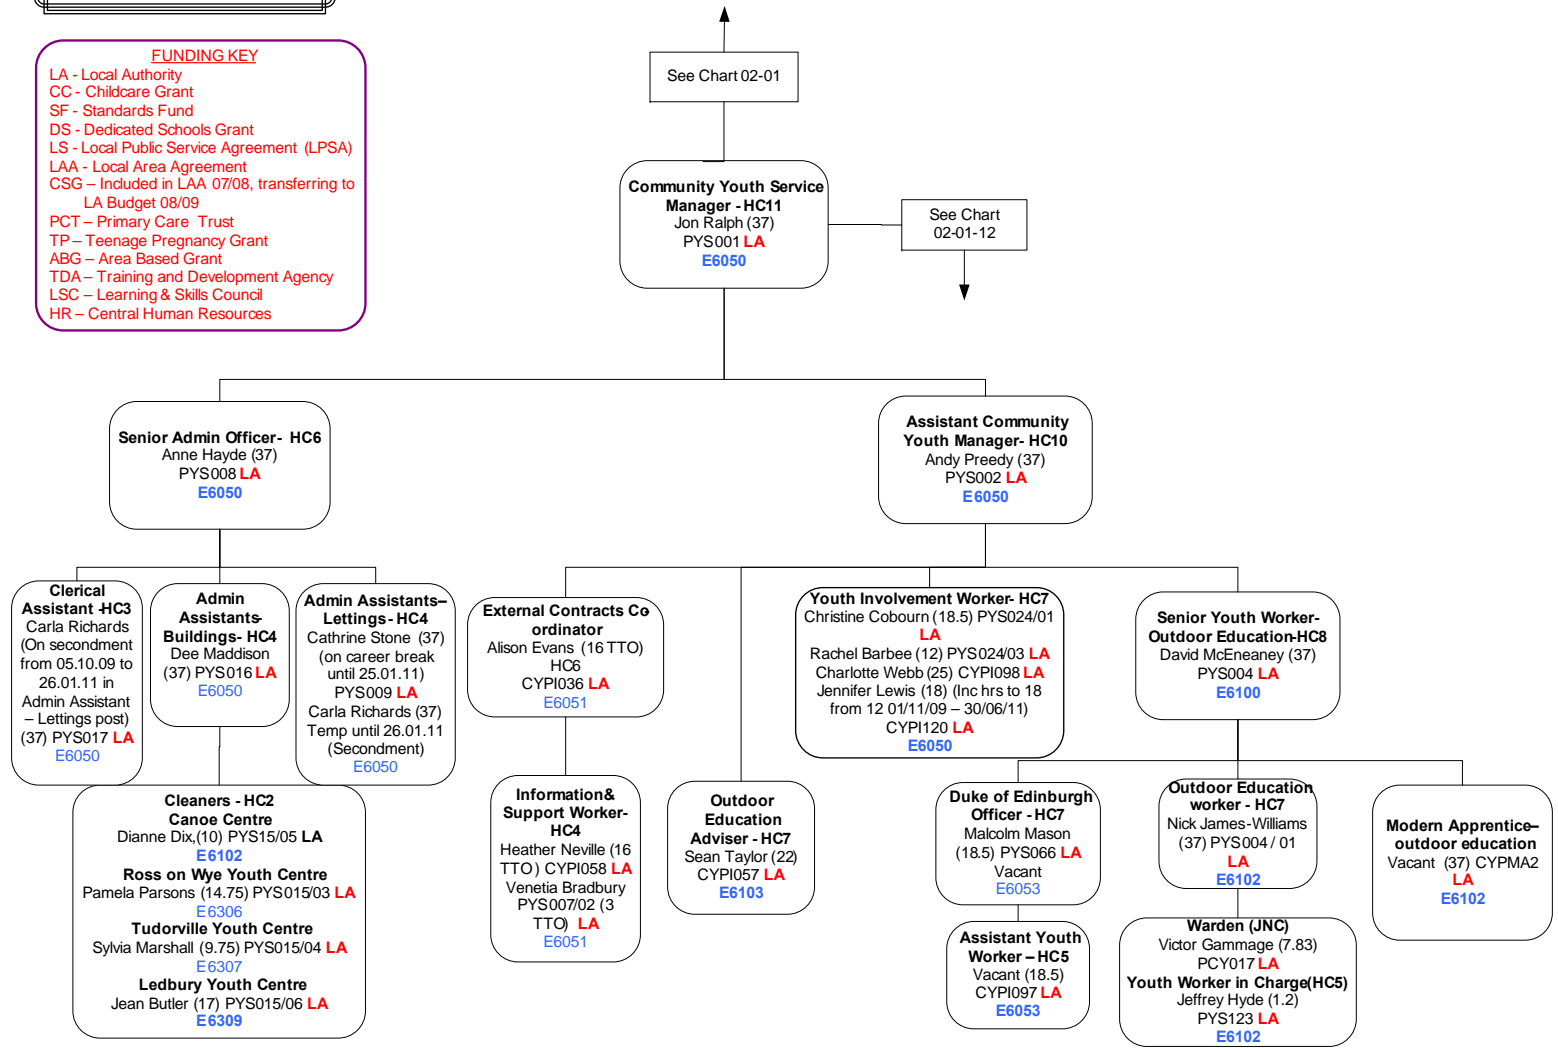 FUNDING KEY
LA - Local Authority
CC - Childcare Grant
SF - Standards Fund
DS - Dedicated Schools Grant
LS - Local Public Service Agreement (LPSA)
LAA - Local Area Agreement
CSG – Included in LAA 07/08, transferring to
LA Budget 08/09
PCT – Primary Care Trust
TP – Teenage Pregnancy Grant
ABG – Area Based Grant
TDA – Training and Development Agency
LSC – Learning & Skills Council
HR – Central Human Resources
See Chart 02-01
Community Youth Service
Manager - HC11
Jon Ralph (37)
PYS001 LA
E6050
See Chart
02-01-12
Senior Admin Officer- HC6
Anne Hayde (37)
PYS008 LA
E6050
Assistant Community
Youth Manager- HC10
Andy Preedy (37)
PYS002 LA
E6050
Clerical
Assistant -HC3
Carla Richards
(On secondment
from 05.10.09 to
26.01.11 in
Admin Assistant
– Lettings post)
(37) PYS017 LA
E6050
Admin
Assistants-
Buildings- HC4
Dee Maddison
(37) PYS016 LA
E6050
Admin Assistants–
Lettings - HC4
Cathrine Stone (37)
(on career break
until 25.01.11)
PYS009 LA
Carla Richards (37)
Temp until 26.01.11
(Secondment)
E6050
External Contracts Co-
ordinator
Alison Evans (16 TTO)
HC6
CYPI036 LA
E6051
Youth Involvement Worker- HC7
Christine Cobourn (18.5) PYS024/01
LA
Rachel Barbee (12) PYS024/03 LA
Charlotte Webb (25) CYPI098 LA
Jennifer Lewis (18) (Inc hrs to 18
from 12 01/11/09 – 30/06/11)
CYPI120 LA
E6050
Senior Youth Worker-
Outdoor Education-HC8
David McEneaney (37)
PYS004 LA
E6100
Cleaners - HC2
Canoe Centre
Dianne Dix,(10) PYS15/05 LA
E6102
Ross on Wye Youth Centre
Pamela Parsons (14.75) PYS015/03 LA
E6306
Tudorville Youth Centre
Sylvia Marshall (9.75) PYS015/04 LA
E6307
Ledbury Youth Centre
Jean Butler (17) PYS015/06 LA
E6309
Information&
Support Worker-
HC4
Heather Neville (16
TTO ) CYPI058 LA
Venetia Bradbury
PYS007/02 (3
TTO) LA
E6051
Outdoor
Education
Adviser - HC7
Sean Taylor (22)
CYPI057 LA
E6103
Duke of Edinburgh
Officer - HC7
Malcolm Mason
(18.5) PYS066 LA
Vacant
E6053
Outdoor Education
worker - HC7
Nick James-Williams
(37) PYS004 / 01
LA
E6102
Modern Apprentice–
outdoor education
Vacant (37) CYPMA2
LA
E6102
Assistant Youth
Worker – HC5
Vacant (18.5)
CYPI097 LA
E6053
Warden (JNC)
Victor Gammage (7.83)
PCY017 LA
Youth Worker in Charge(HC5)
Jeffrey Hyde (1.2)
PYS123 LA
E6102